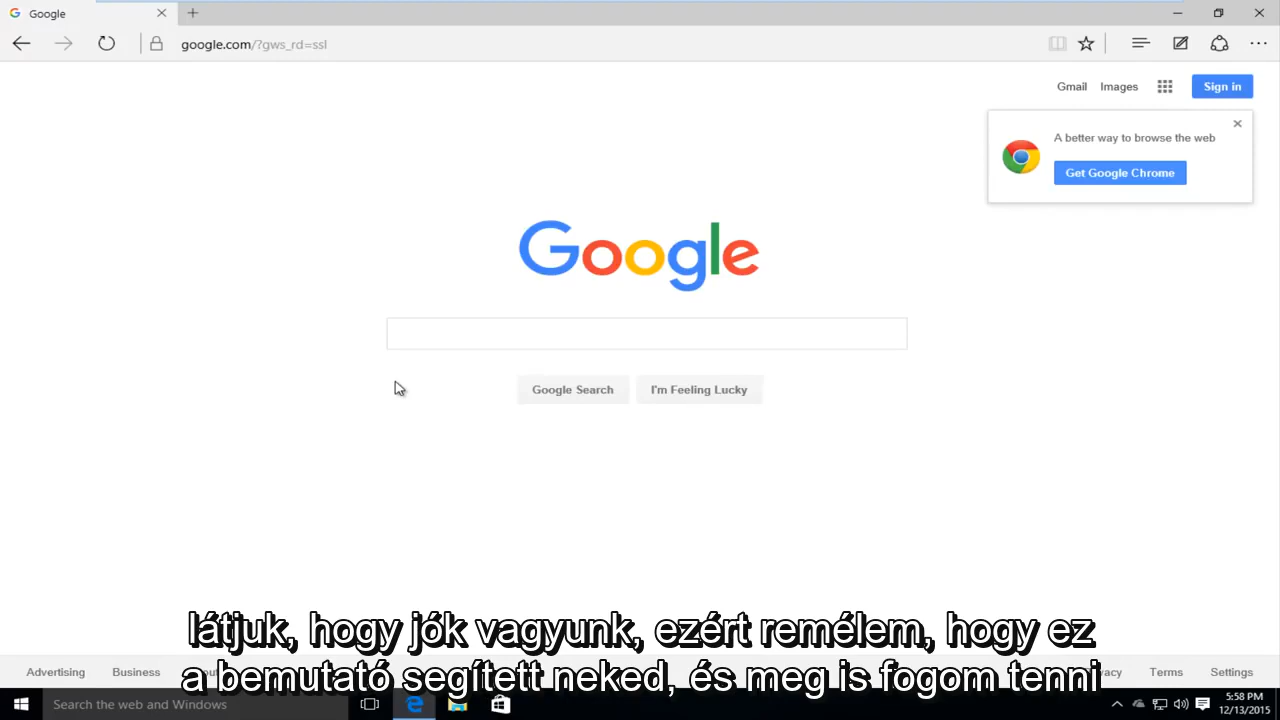 Google
google.com/?gws_rd=ssl
Gmail Images Sign in
A better way to browse the web
Get Google Chrome
Google
Google Search I'm Feeling Lucky
látjuk, hogy jók vagyunk, ezért remélem, hogy ez
a bemutató segített neked, és meg is fogom tenni
Advertising Business Terms Settings
Search the web and Windows
5:58 PM
12/13/2015